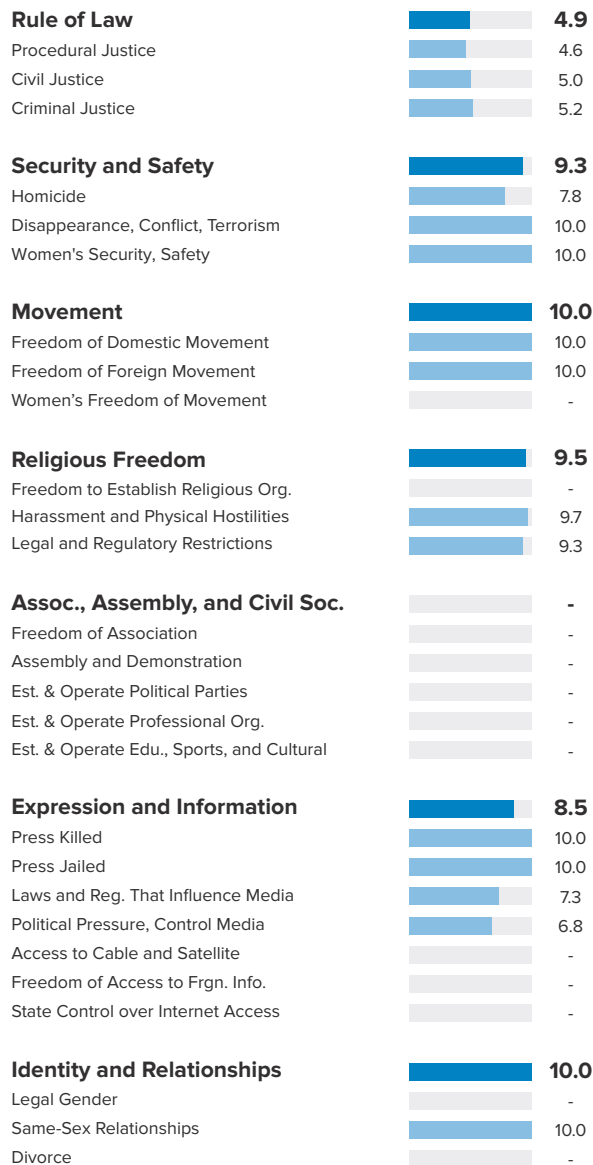 Rule of Law 4.9
Procedural Justice 4.6
Civil Justice 5.0
Criminal Justice 5.2
Security and Safety 9.3
Homicide 7.8
Disappearance, Conflict, Terrorism 10.0
Women's Security, Safety 10.0
Movement 10.0
Freedom of Domestic Movement 10.0
Freedom of Foreign Movement 10.0
Women’s Freedom of Movement -
Religious Freedom 9.5
Freedom to Establish Religious Org. -
Harassment and Physical Hostilities 9.7
Legal and Regulatory Restrictions 9.3
Assoc., Assembly, and Civil Soc. -
Freedom of Association -
Assembly and Demonstration -
Est. & Operate Political Parties -
Est. & Operate Professional Org. -
Est. & Operate Edu., Sports, and Cultural -
Expression and Information 8.5
Press Killed 10.0
Press Jailed 10.0
Laws and Reg. That Influence Media 7.3
Political Pressure, Control Media 6.8
Access to Cable and Satellite -
Freedom of Access to Frgn. Info. -
State Control over Internet Access -
Identity and Relationships 10.0
Legal Gender -
Same-Sex Relationships 10.0
Divorce -